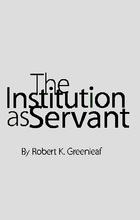 The
Institution
as Servant
By Robert K. Greenleaf